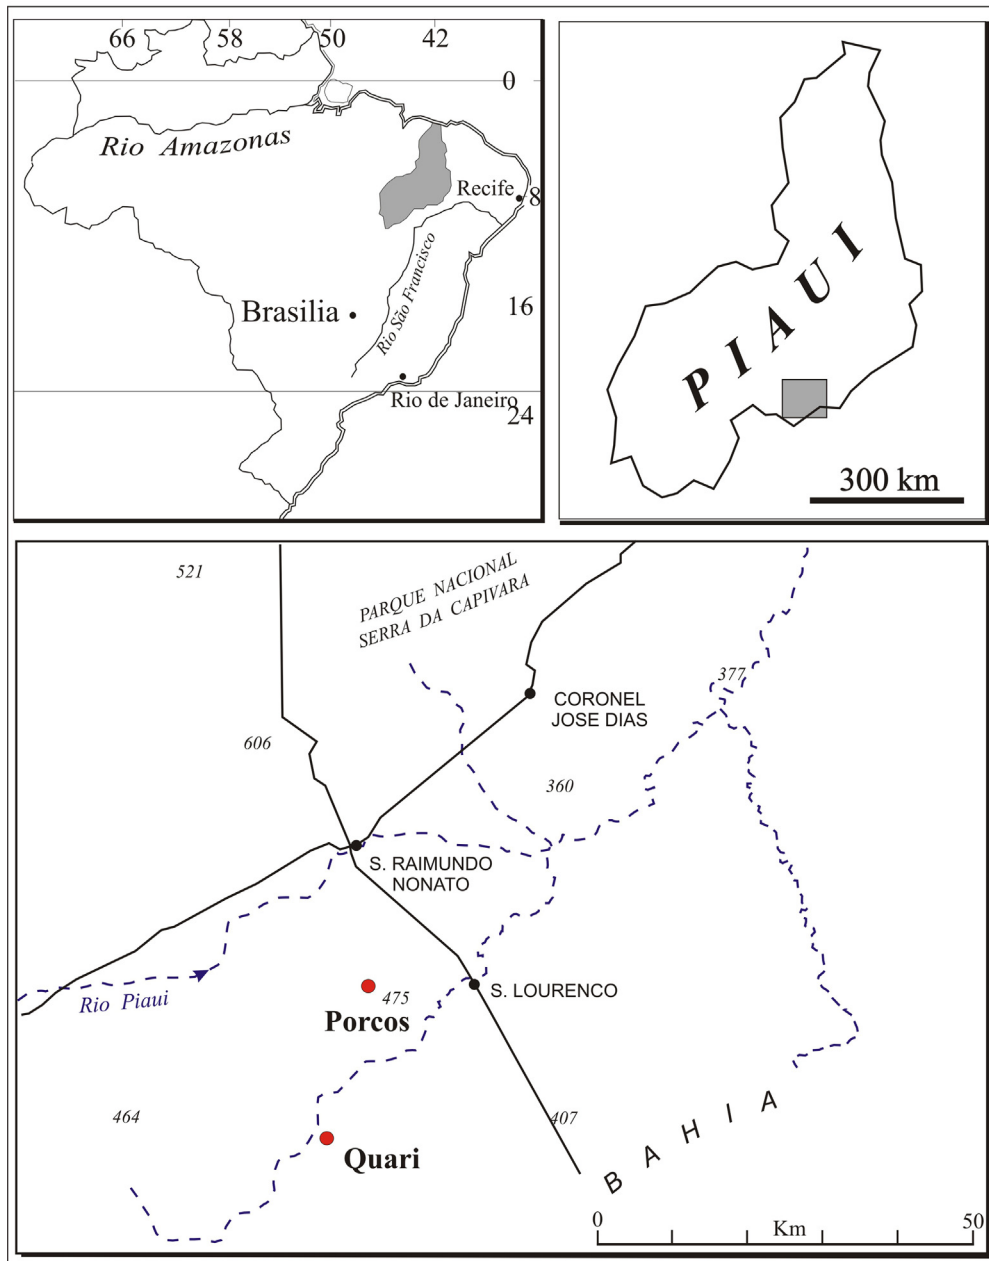 66 58 50 42
0
Rio Amazonas
Recife
8
Rio São Francisco
16
Brasilia
Rio de Janeiro
24
PIAUI
300 km
521
PARQUE NACIONAL
SERRA DA CAPIVARA
377
CORONEL
JOSE DIAS
606
360
S. RAIMUNDO
NONATO
Rio Piaui
475
S. LOURENCO
Porcos
464
407
BAHIA
Quari
0 50
Km